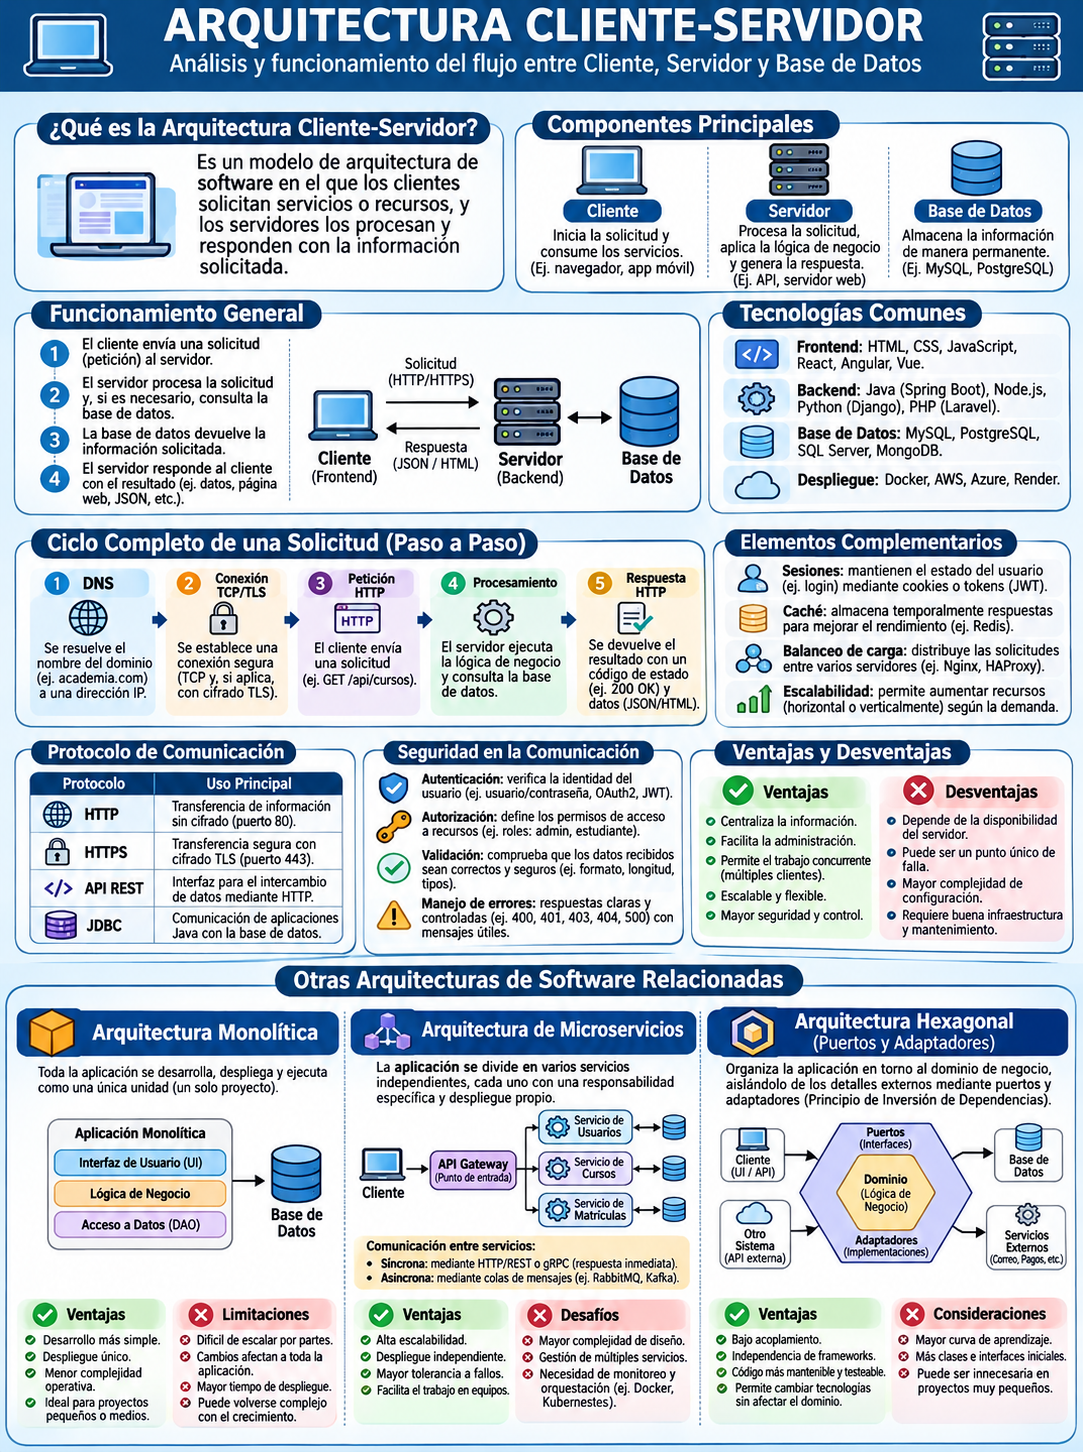 ARQUITECTURA CLIENTE-SERVIDOR
Análisis y funcionamiento del flujo entre Cliente, Servidor y Base de Datos
¿Qué es la Arquitectura Cliente-Servidor?
Es un modelo de arquitectura de
software en el que los clientes
solicitan servicios o recursos, y
los servidores los procesan y
responden con la información
solicitada.
Componentes Principales
Cliente
Inicia la solicitud y
consume los servicios.
(Ej. navegador, app móvil)
Servidor
Procesa la solicitud,
aplica la lógica de negocio
y genera la respuesta.
(Ej. API, servidor web)
Base de Datos
Almacena la información
de manera permanente.
(Ej. MySQL, PostgreSQL)
Funcionamiento General
1
El cliente envía una solicitud
(petición) al servidor.
2
El servidor procesa la solicitud
y, si es necesario, consulta la
base de datos.
3
La base de datos devuelve la
información solicitada.
4
El servidor responde al cliente
con el resultado (ej. datos, página
web, JSON, etc.).
Solicitud
(HTTP/HTTPS)
Respuesta
(JSON / HTML)
Cliente
(Frontend)
Servidor
(Backend)
Base de
Datos
Tecnologías Comunes
</>
Frontend: HTML, CSS, JavaScript,
React, Angular, Vue.
Backend: Java (Spring Boot), Node.js,
Python (Django), PHP (Laravel).
Base de Datos: MySQL, PostgreSQL,
SQL Server, MongoDB.
Despliegue: Docker, AWS, Azure, Render.
Ciclo Completo de una Solicitud (Paso a Paso)
1 DNS
Se resuelve el
nombre del dominio
(ej. academia.com)
a una dirección IP.
2 Conexión
TCP/TLS
Se establece una
conexión segura
(TCP y, si aplica,
con cifrado TLS).
3 Petición
HTTP
HTTP
El cliente envía
una solicitud
(ej. GET /api/cursos).
4 Procesamiento
El servidor ejecuta
la lógica de negocio
y consulta la base
de datos.
5 Respuesta
HTTP
Se devuelve el
resultado con un
código de estado
(ej. 200 OK) y
datos (JSON/HTML).
Elementos Complementarios
Sesiones: mantienen el estado del usuario
(ej. login) mediante cookies o tokens (JWT).
Caché: almacena temporalmente respuestas
para mejorar el rendimiento (ej. Redis).
Balanceo de carga: distribuye las solicitudes
entre varios servidores (ej. Nginx, HAProxy).
Escalabilidad: permite aumentar recursos
(horizontal o verticalmente) según la demanda.
Protocolo de Comunicación
Protocolo Uso Principal
HTTP
Transferencia de información
sin cifrado (puerto 80).
HTTPS
Transferencia segura con
cifrado TLS (puerto 443).
</> API REST
Interfaz para el intercambio
de datos mediante HTTP.
JDBC
Comunicación de aplicaciones
Java con la base de datos.
Seguridad en la Comunicación
Autenticación: verifica la identidad del
usuario (ej. usuario/contraseña, OAuth2, JWT).
Autorización: define los permisos de acceso
a recursos (ej. roles: admin, estudiante).
Validación: comprueba que los datos recibidos
sean correctos y seguros (ej. formato, longitud,
tipos).
Manejo de errores: respuestas claras y
controladas (ej. 400, 401, 403, 404, 500) con
mensajes útiles.
Ventajas y Desventajas
Ventajas
Centraliza la información.
Facilita la administración.
Permite el trabajo concurrente
(múltiples clientes).
Escalable y flexible.
Mayor seguridad y control.
Desventajas
Depende de la disponibilidad
del servidor.
Puede ser un punto único de
falla.
Mayor complejidad de
configuración.
Requiere buena infraestructura
y mantenimiento.
Otras Arquitecturas de Software Relacionadas
Arquitectura Monolítica
Toda la aplicación se desarrolla, despliega y ejecuta
como una única unidad (un solo proyecto).
Aplicación Monolítica
Interfaz de Usuario (UI)
Lógica de Negocio
Acceso a Datos (DAO)
Base de
Datos
Ventajas
Desarrollo más simple.
Despliegue único.
Menor complejidad
operativa.
Ideal para proyectos
pequeños o medios.
Limitaciones
Difícil de escalar por partes.
Cambios afectan a toda la
aplicación.
Mayor tiempo de despliegue.
Puede volverse complejo
con el crecimiento.
Arquitectura de Microservicios
La aplicación se divide en varios servicios
independientes, cada uno con una responsabilidad
específica y despliegue propio.
Cliente
API Gateway
(Punto de entrada)
Servicio de
Usuarios
Servicio de
Cursos
Servicio de
Matrículas
Comunicación entre servicios:
• Síncrona: mediante HTTP/REST o gRPC (respuesta inmediata).
• Asíncrona: mediante colas de mensajes (ej. RabbitMQ, Kafka).
Ventajas
Alta escalabilidad.
Despliegue independiente.
Mayor tolerancia a fallos.
Facilita el trabajo en equipos.
Desafíos
Mayor complejidad de diseño.
Gestión de múltiples servicios.
Necesidad de monitoreo y
orquestación (ej. Docker,
Kubernestes).
Arquitectura Hexagonal
(Puertos y Adaptadores)
Organiza la aplicación en torno al dominio de negocio,
aislándolo de los detalles externos mediante puertos y
adaptadores (Principio de Inversión de Dependencias).
Cliente
(UI / API)
Otro
Sistema
(API externa)
Puertos
(Interfaces)
Dominio
(Lógica de
Negocio)
Adaptadores
(Implementaciones)
Base de
Datos
Servicios
Externos
(Correo, Pagos, etc.)
Ventajas
Bajo acoplamiento.
Independencia de frameworks.
Código más mantenible y testeable.
Permite cambiar tecnologías
sin afectar el dominio.
Consideraciones
Mayor curva de aprendizaje.
Más clases e interfaces iniciales.
Puede ser innecesaria en
proyectos muy pequeños.